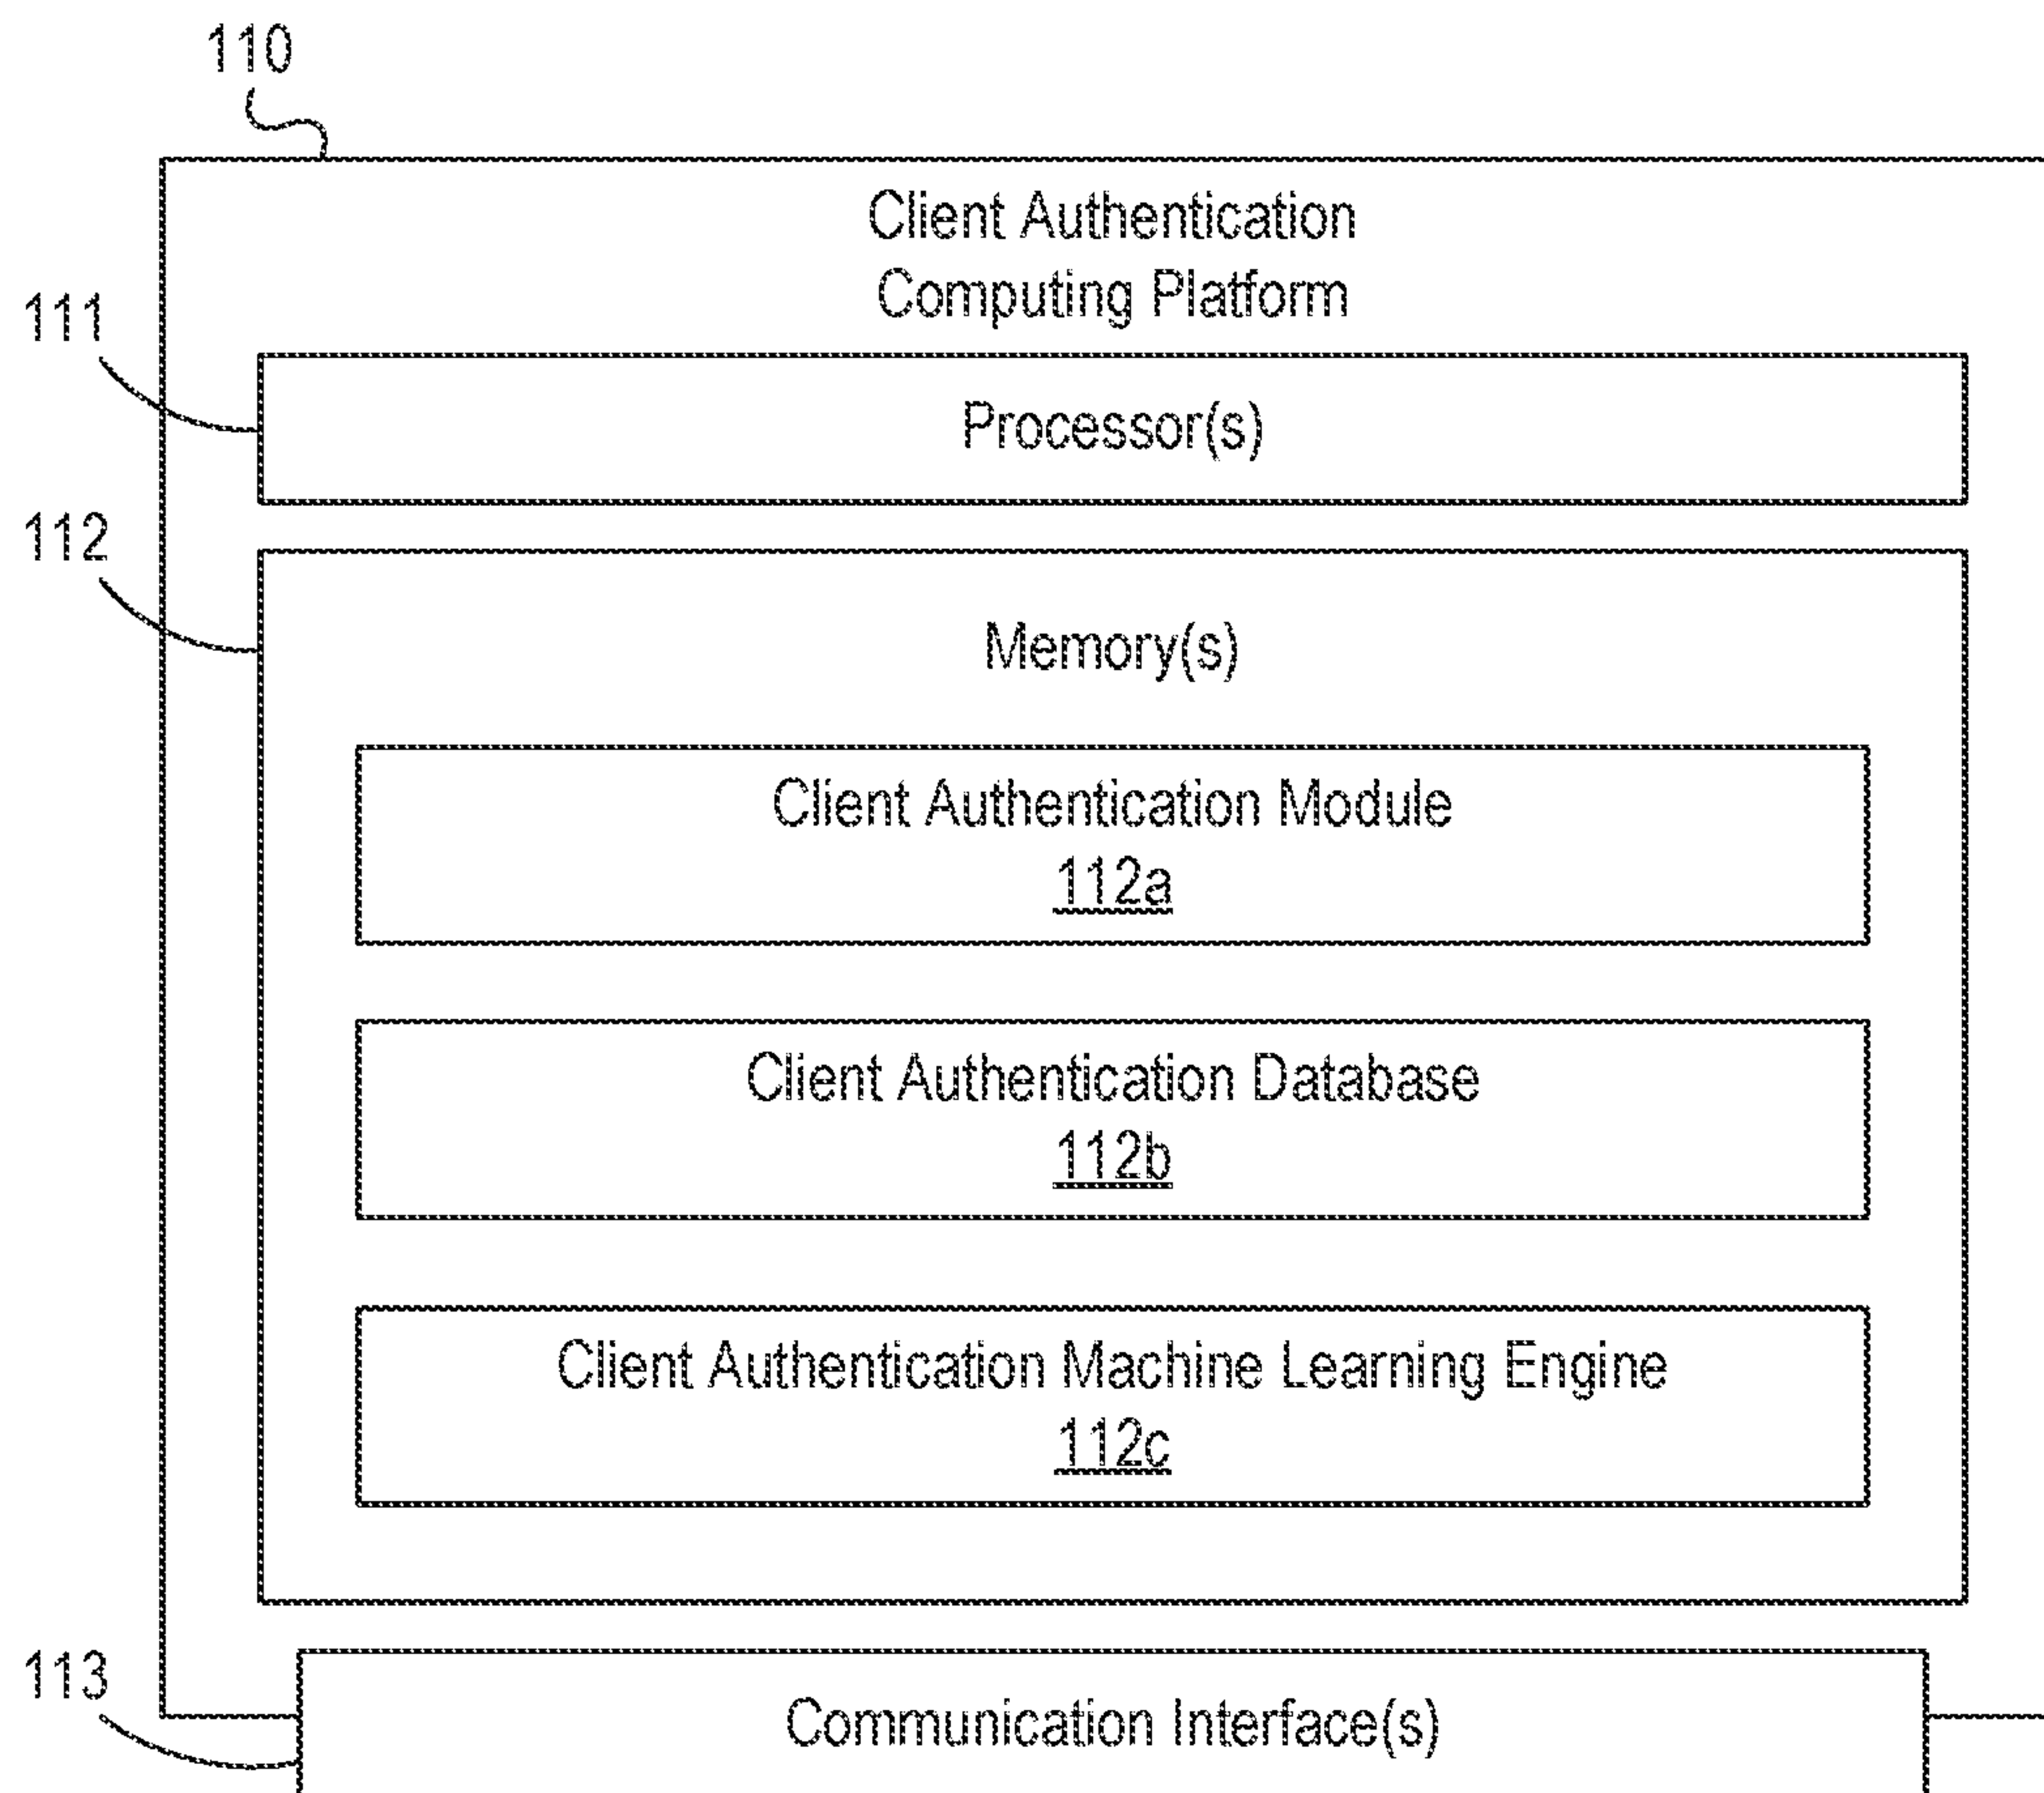 110
Client Authentication
Computing Platform
111
Processor(s)
112
Memory(s)
Client Authentication Module
112a
Client Authentication Database
112b
Client Authentication Machine Learning Engine
112c
113
Communication Interface(s)